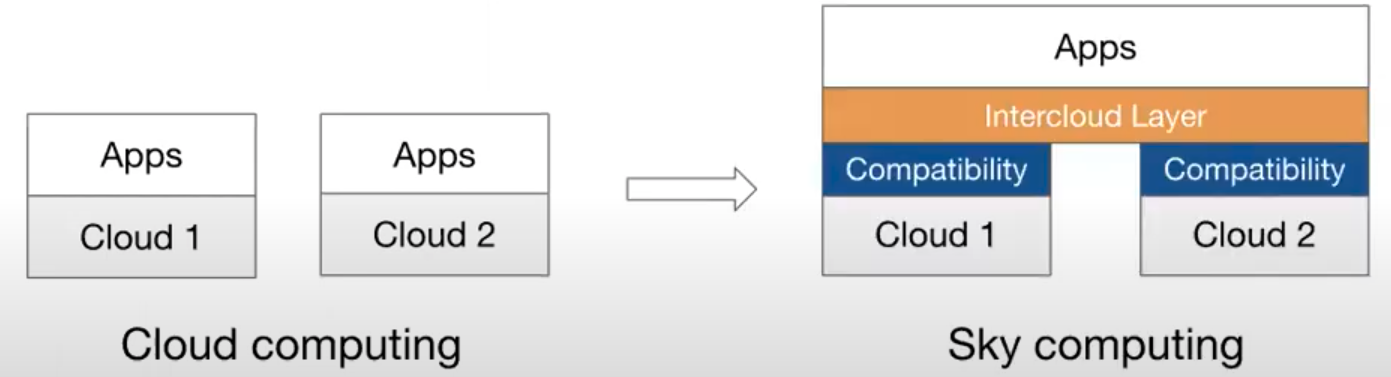 Apps
Cloud 1
Apps
Cloud 2
Cloud computing
Apps
Intercloud Layer
Compatibility
Compatibility
Cloud 1
Cloud 2
Sky computing